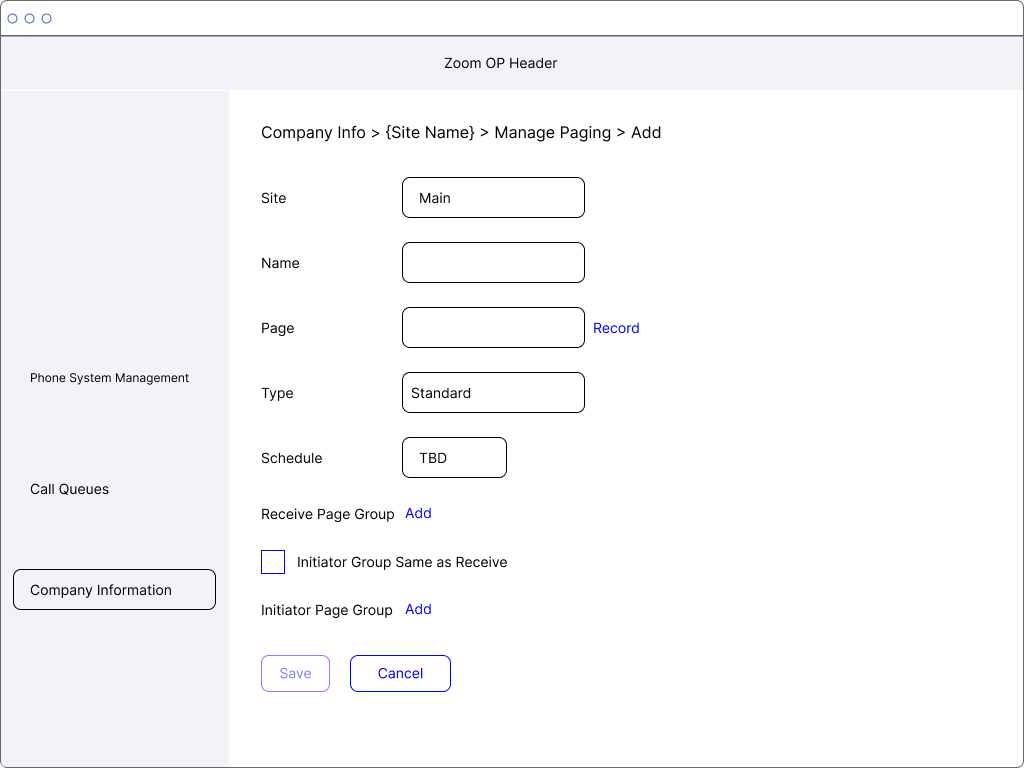 Zoom OP Header
Company Info > {Site Name} > Manage Paging > Add
Site
Main
Name
Page
Record
Type
Standard
Schedule
TBD
Receive Page Group Add
Initiator Group Same as Receive
Initiator Page Group Add
Save
Cancel
Phone System Management
Call Queues
Company Information